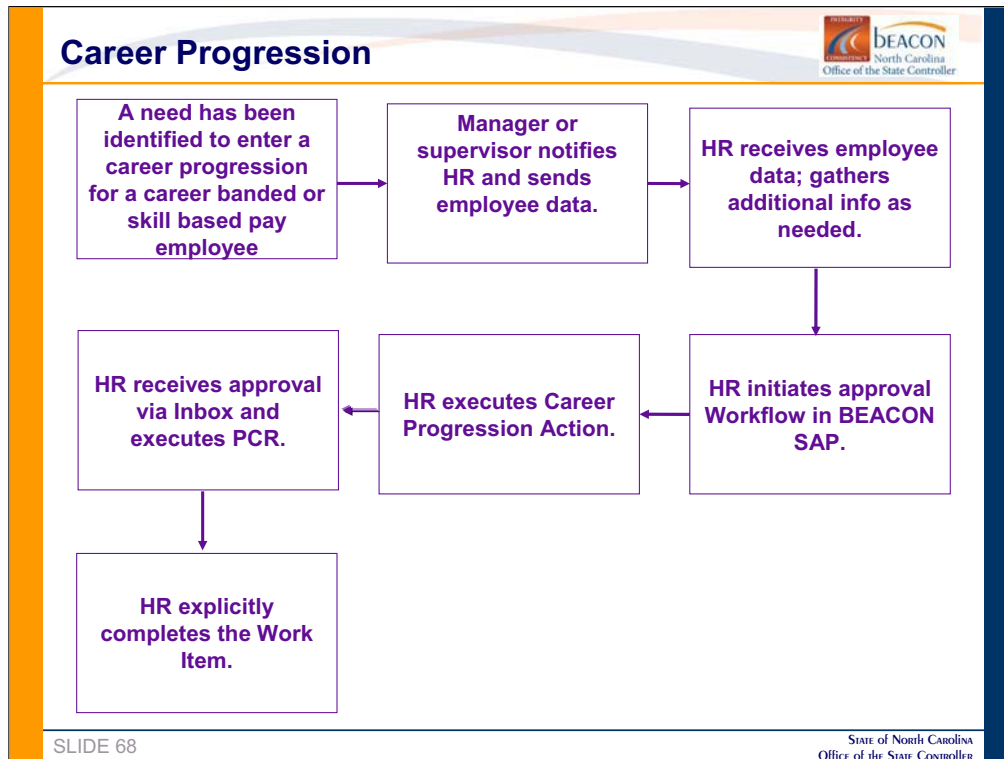 Career Progression
INTEGRITY
CONSISTENCY
bEACON
North Carolina
Office of the State Controller
A need has been
identified to enter a
career progression
for a career banded or
skill based pay
employee
Manager or
supervisor notifies
HR and sends
employee data.
HR receives employee
data; gathers
additional info as
needed.
HR initiates approval
Workflow in BEACON
SAP.
HR executes Career
Progression Action.
HR receives approval
via Inbox and
executes PCR.
HR explicitly
completes the Work
Item.
SLIDE 68
State of North Carolina
Office of the State Controller